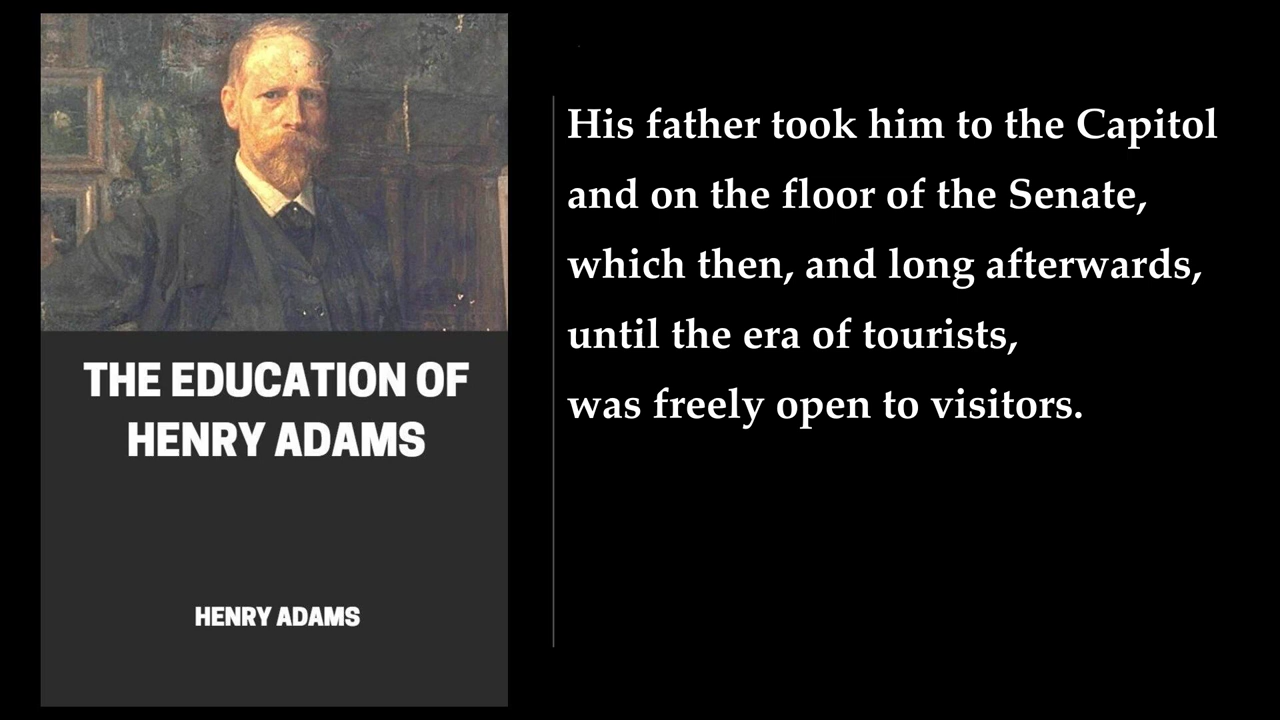 THE EDUCATION OF
HENRY ADAMS
HENRY ADAMS
His father took him to the Capitol
and on the floor of the Senate,
which then, and long afterwards,
until the era of tourists,
was freely open to visitors.